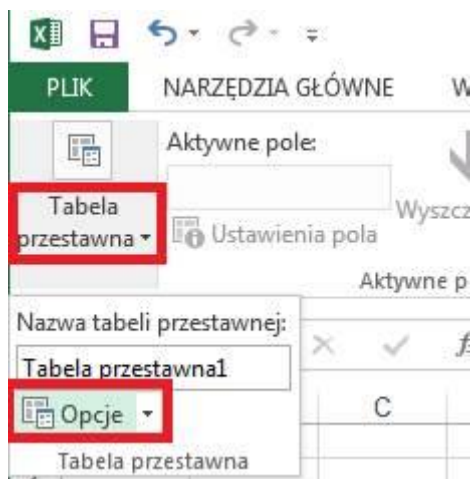 PLIK
NARZĘDZIA GŁÓWNE
W
Aktywne pole:
Tabela
przestawna
Wyszcz
Ustawienia pola
Aktywne p
Nazwa tabeli przestawnej:
Tabela przestawna1
Opcje
C
Tabela przestawna